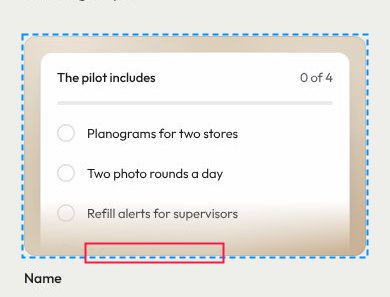 The pilot includes
0 of 4
Planograms for two stores
Two photo rounds a day
Refill alerts for supervisors
Name